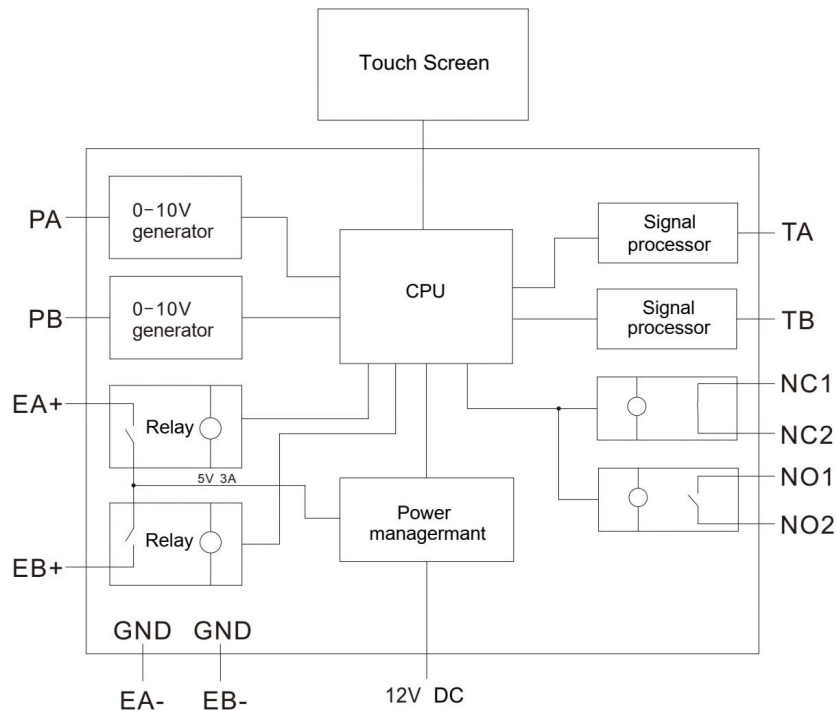 Touch Screen
PA
0-10V
generator
Signal
processor
TA
CPU
PB
0-10V
generator
Signal
processor
TB
EA+
Relay
NC1
NC2
5V 3A
NO1
Relay
Power
managermant
NO2
EB+
GND
GND
EA-
EB-
12V DC